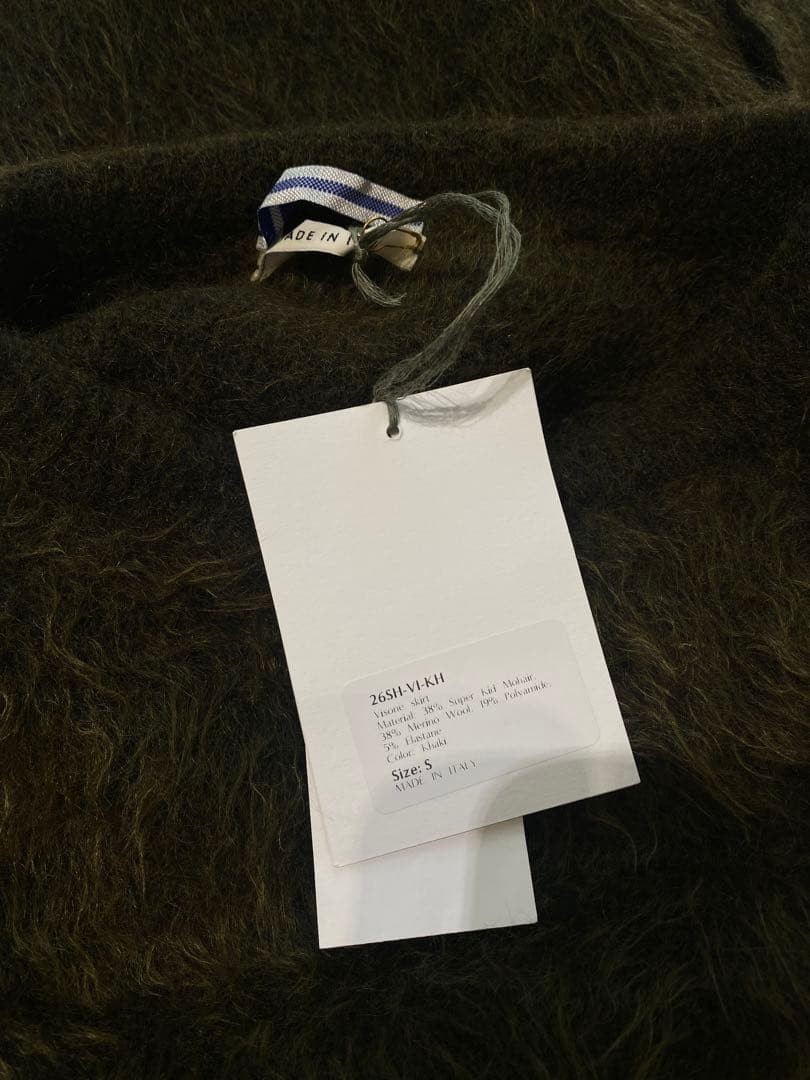 ADE IN I
26SH-VI-KH
Visone skirt
Material: 38% Super Kid Mohair,
38% Merino Wool, 19% Polyamide,
5% Elastane
Color: Khaki
Size: S
MADE IN ITALY